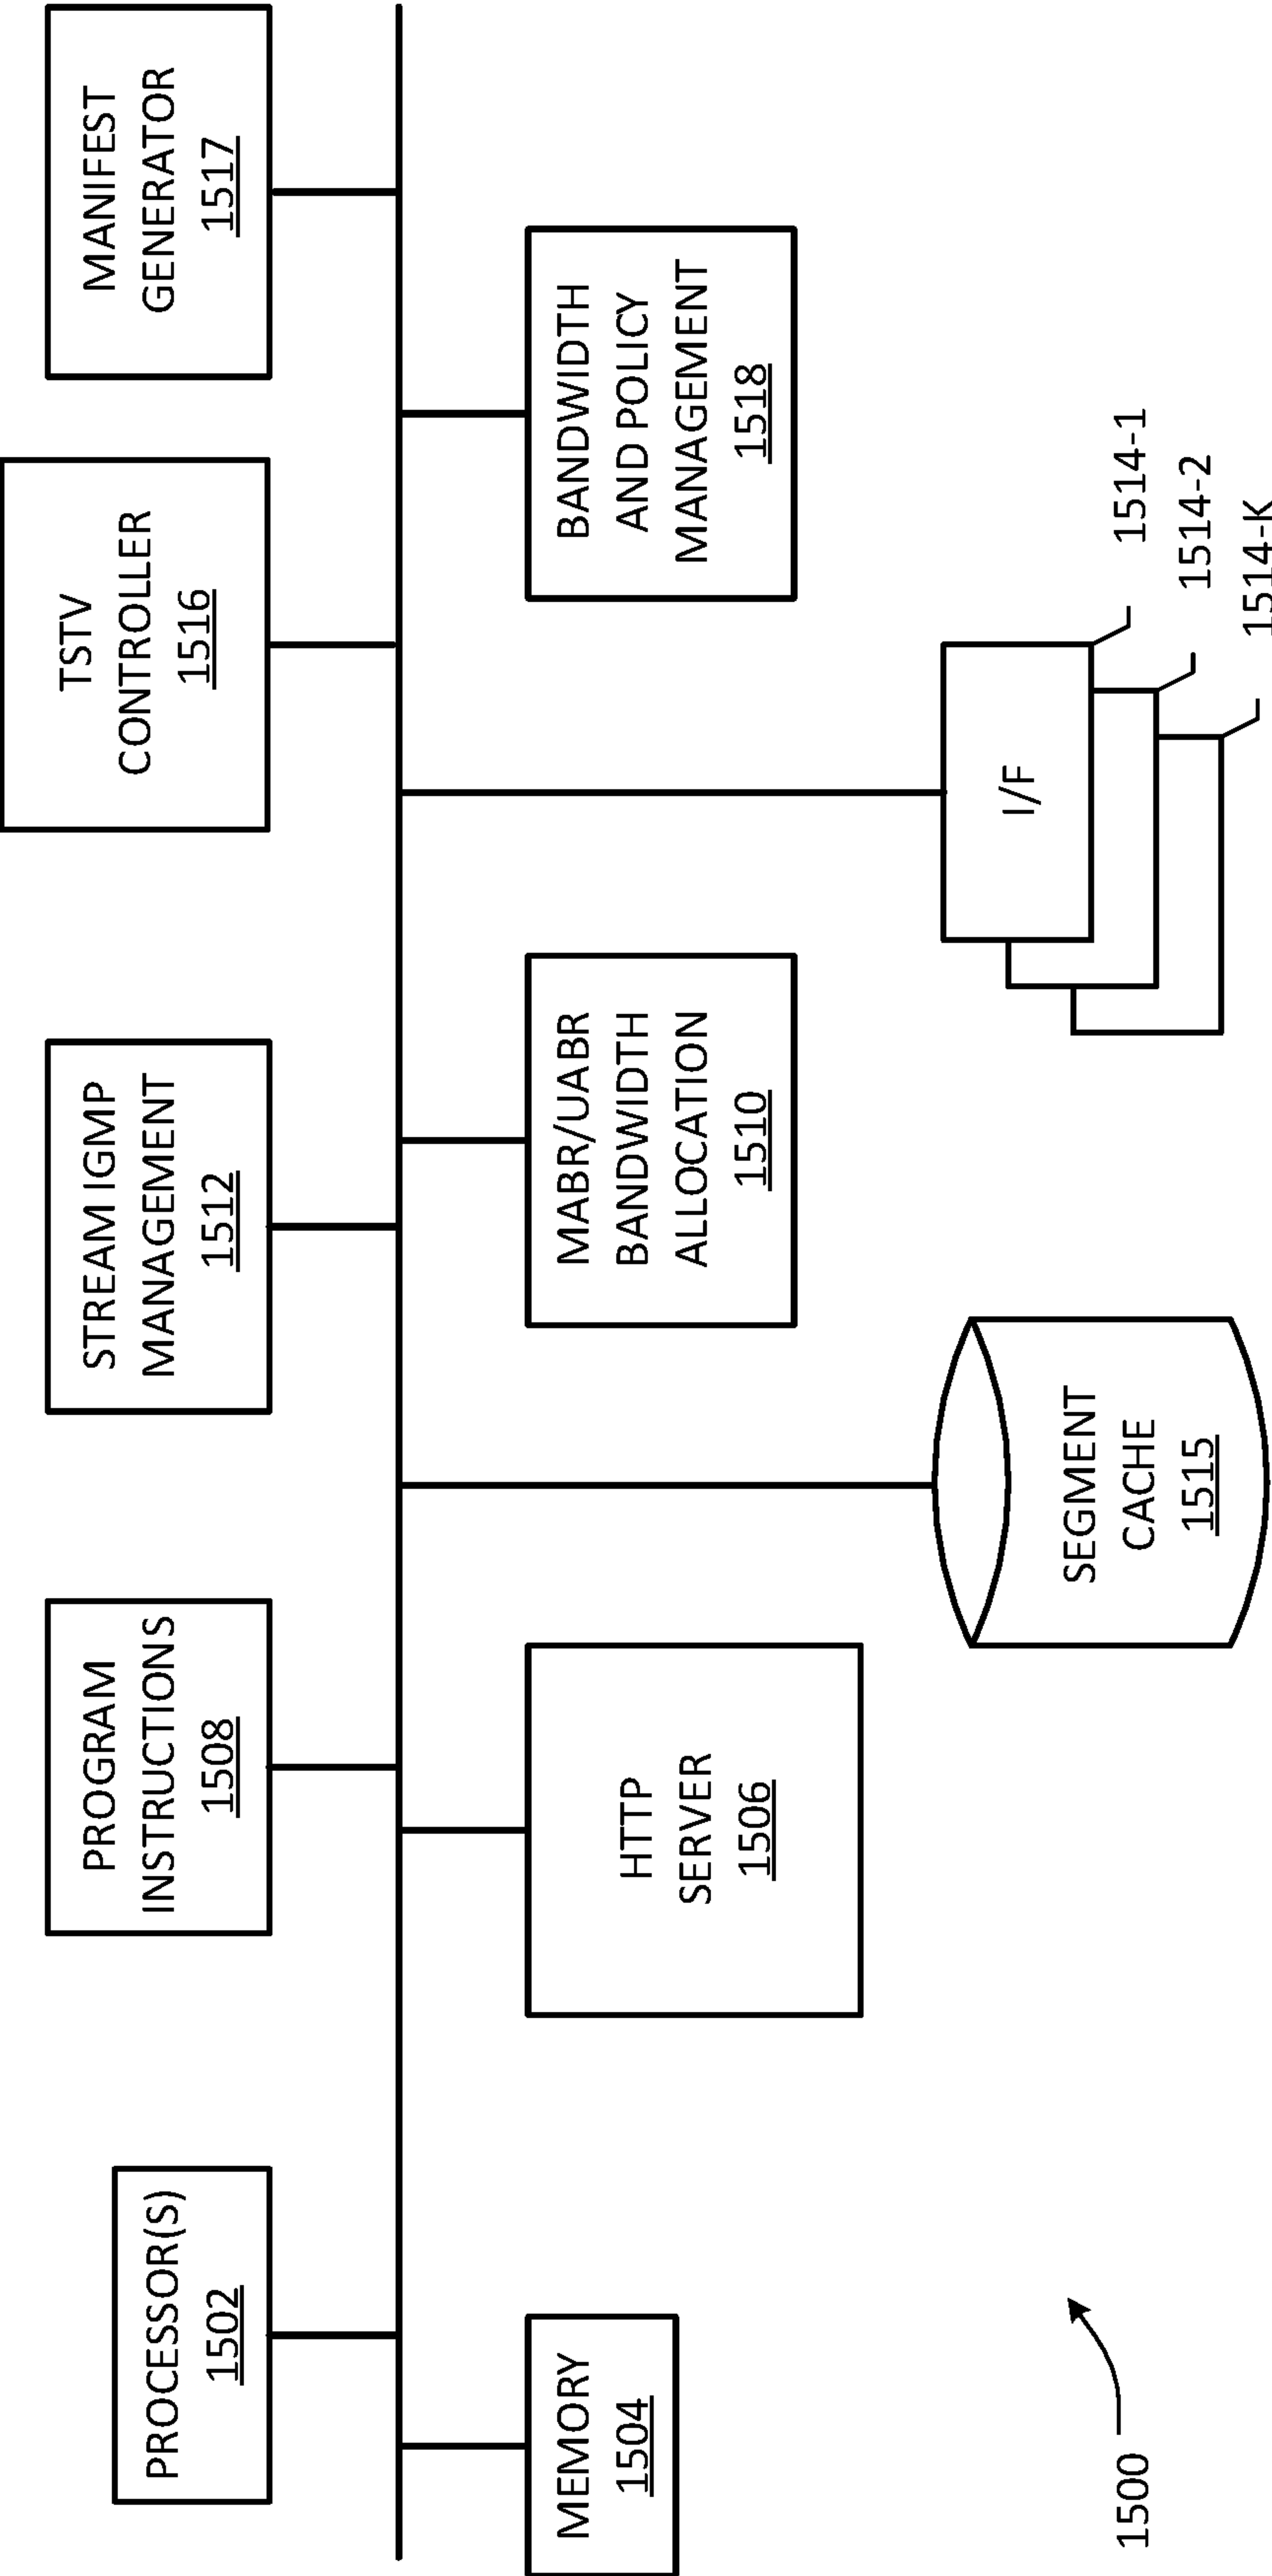 PROCESSOR(S)
1502
PROGRAM
INSTRUCTIONS
1508
STREAM IGMP
MANAGEMENT
1512
TSTV
CONTROLLER
1516
MANIFEST
GENERATOR
1517
MEMORY
1504
HTTP
SERVER
1506
MABR/UABR
BANDWIDTH
ALLOCATION
1510
BANDWIDTH
AND POLICY
MANAGEMENT
1518
SEGMENT
CACHE
1515
I/F
1514-1
1514-2
1514-K
1500